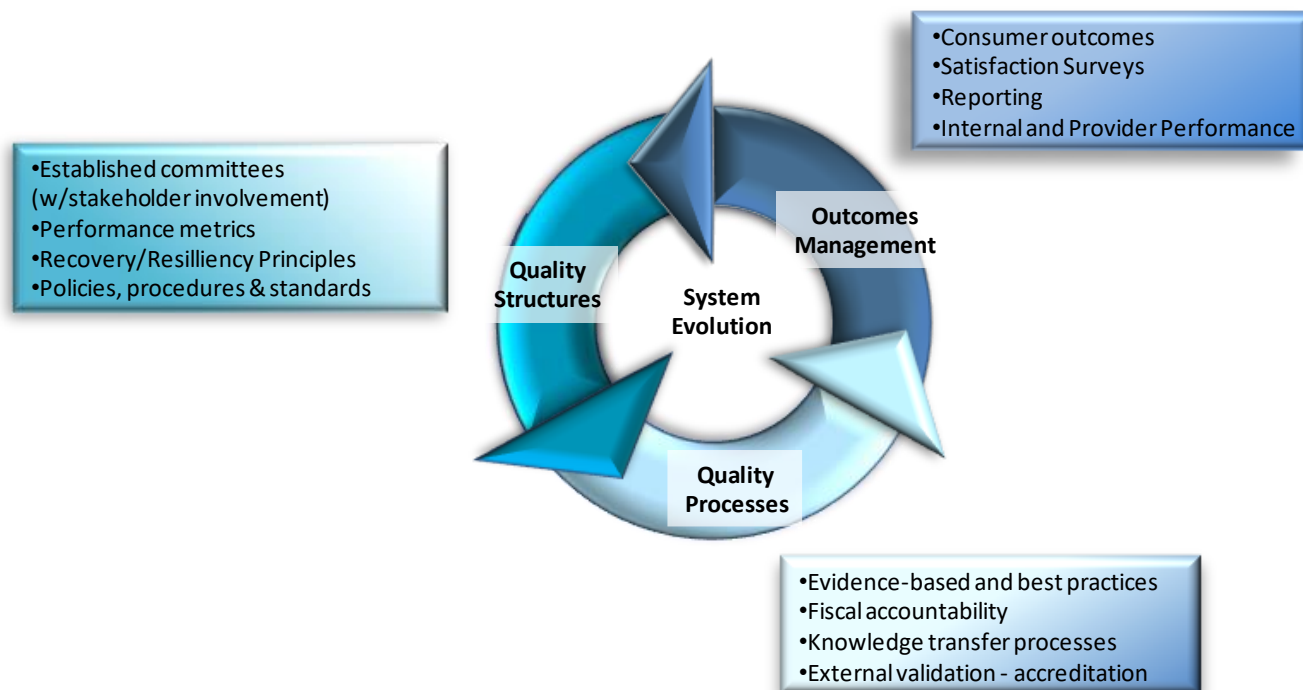 •Consumer outcomes
•Satisfaction Surveys
•Reporting
•Internal and Provider Performance
•Established committees
(w/stakeholder involvement)
•Performance metrics
•Recovery/Resilliency Principles
•Policies, procedures & standards
Outcomes
Management
Quality
Structures
System
Evolution
Quality
Processes
•Evidence-based and best practices
•Fiscal accountability
•Knowledge transfer processes
•External validation - accreditation